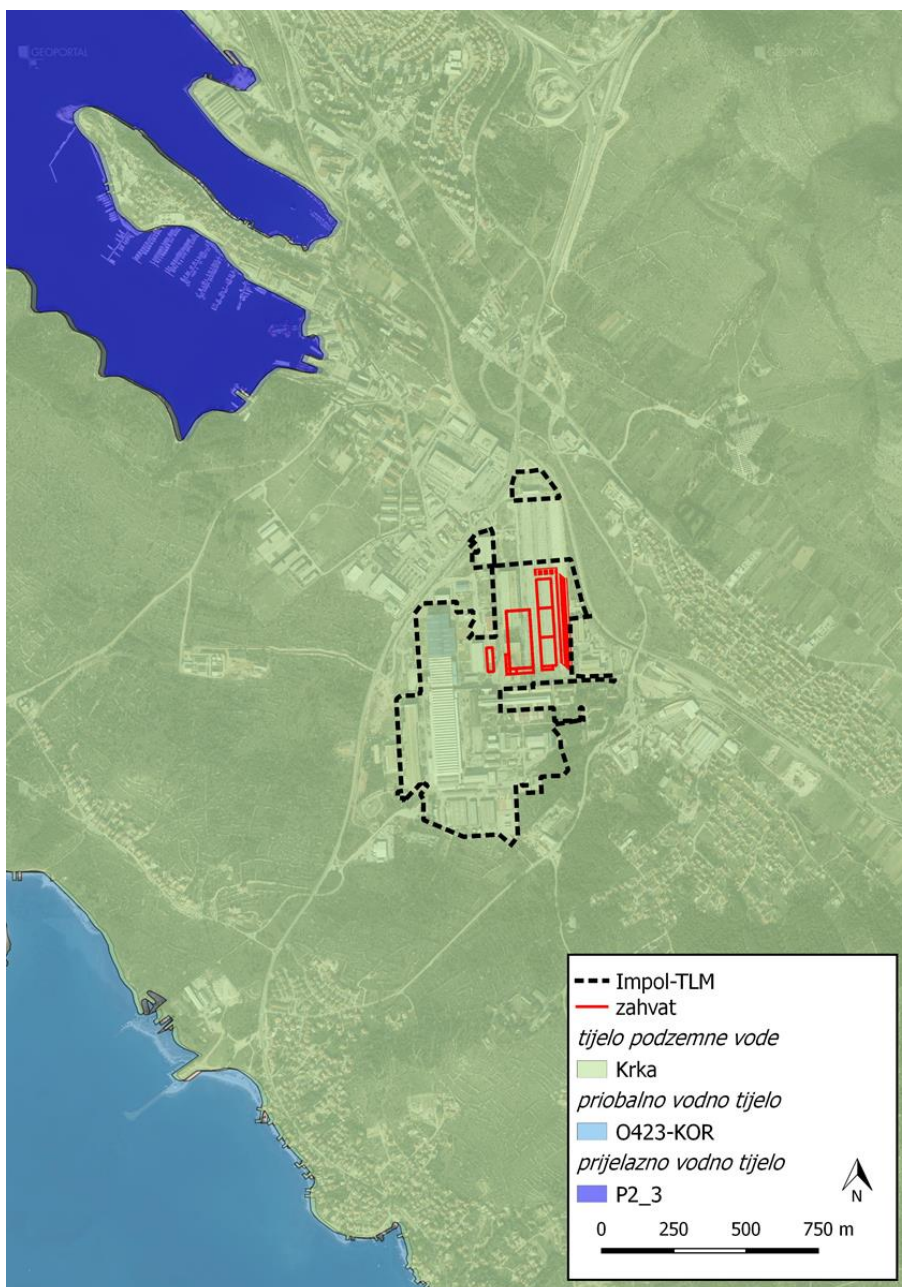 GEOPORTAL
GEOPORTAL
Impol-TLM
zahvat
tijelo podzemne vode
Krka
priobalno vodno tijelo
O423-KOR
prijelazno vodno tijelo
P2_3
N
0 250 500 750 m